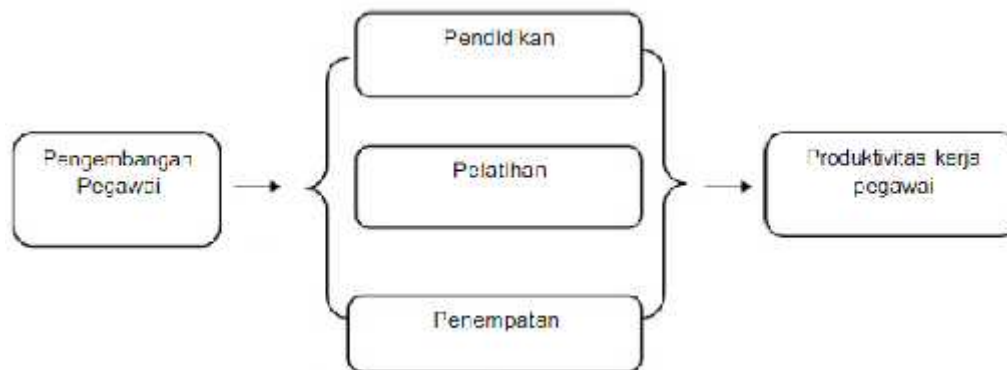 Pendidikan
Pengembangan
Pegawai
Pelatihan
Produktivitas kerja
pegawai
Penempatan